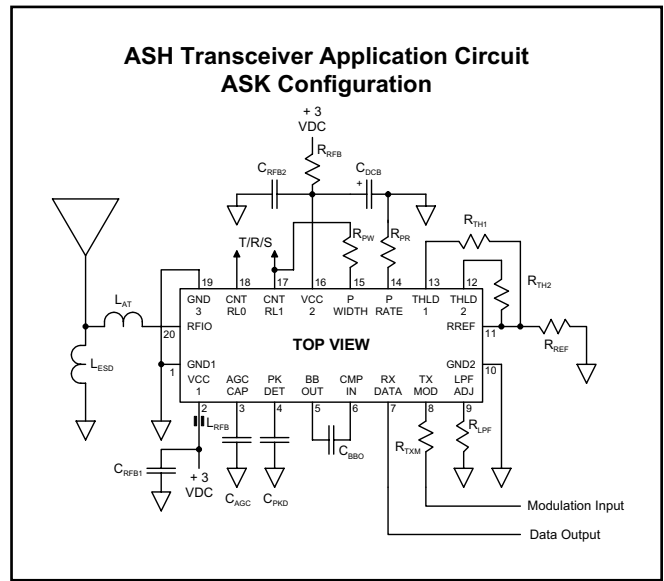 ASH Transceiver Application Circuit
ASK Configuration
+ 3
VDC
RRFB
CRFB2
CDCB
+
T/R/S
RPW
RPR
RTH1
RTH2
RREF
LAT
LESD
19
18
17
16
15
14
13
12
GND
3
CNT
RL0
CNT
RL1
VCC
2
P
WIDTH
P
RATE
THLD
1
THLD
2
20
RFIO
RREF
11
TOP VIEW
1
GND1
GND2
10
VCC
1
AGC
CAP
PK
DET
BB
OUT
CMP
IN
RX
DATA
TX
MOD
LPF
ADJ
2
3
4
5
6
7
8
9
LRFB
CRFB1
+ 3
VDC
CAGC
CPKD
CBBO
RTXM
RLPF
Modulation Input
Data Output